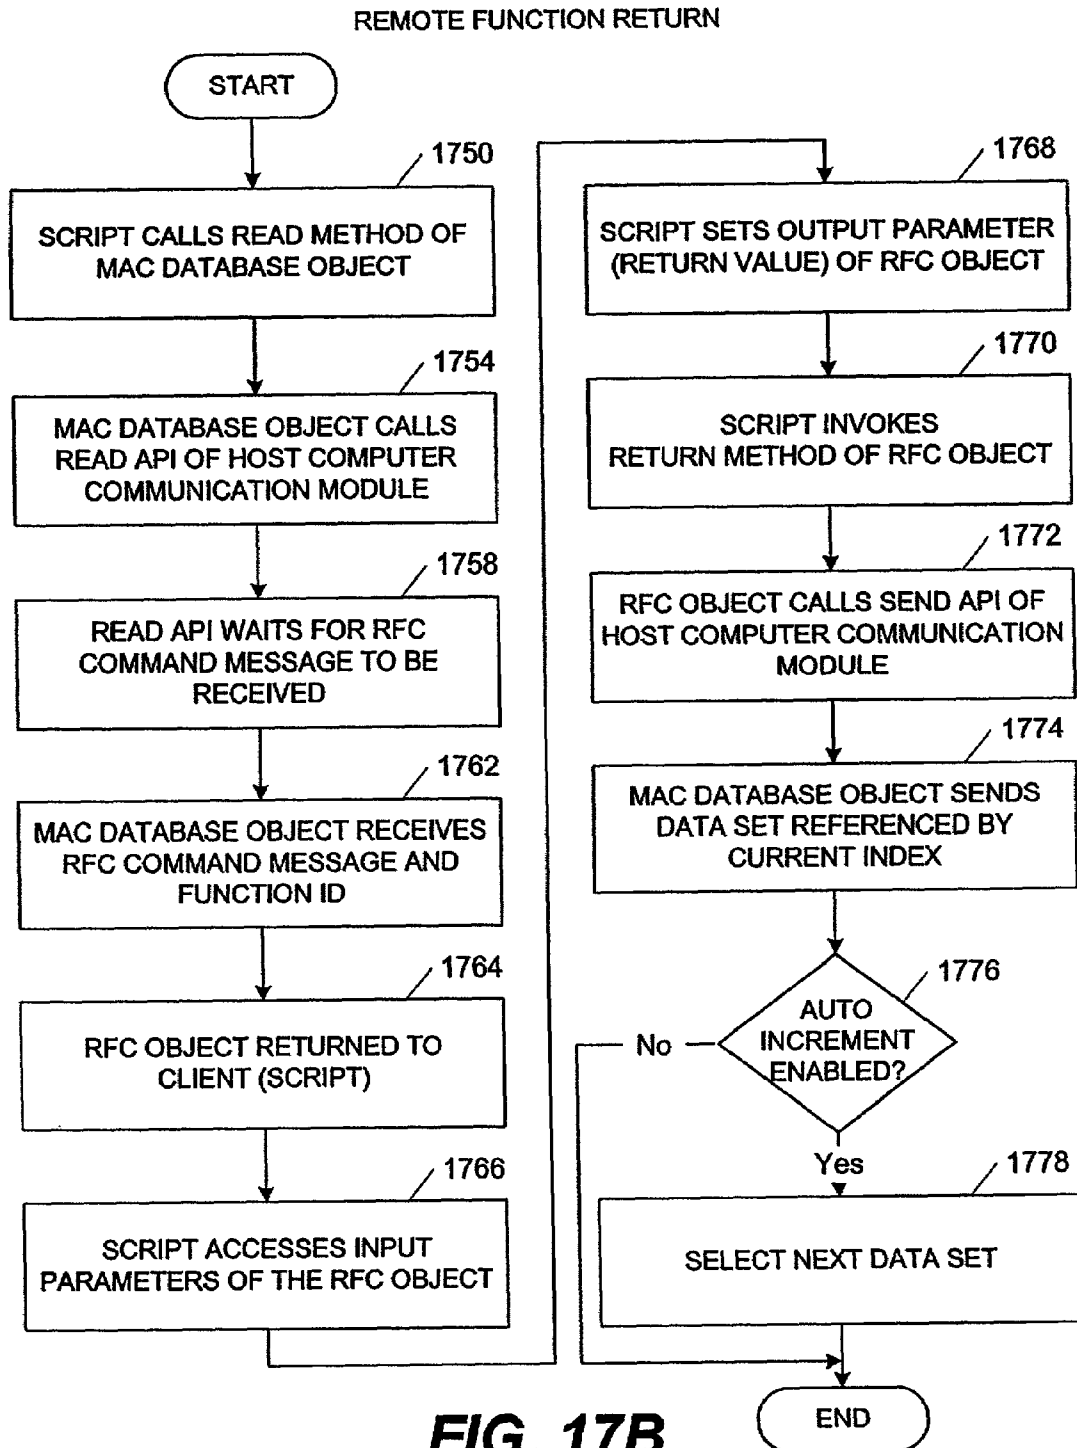 REMOTE FUNCTION RETURN
START
1750
SCRIPT CALLS READ METHOD OF
MAC DATABASE OBJECT
1754
MAC DATABASE OBJECT CALLS
READ API OF HOST COMPUTER
COMMUNICATION MODULE
1758
READ API WAITS FOR RFC
COMMAND MESSAGE TO BE
RECEIVED
1762
MAC DATABASE OBJECT RECEIVES
RFC COMMAND MESSAGE AND
FUNCTION ID
1764
RFC OBJECT RETURNED TO
CLIENT (SCRIPT)
1766
SCRIPT ACCESSES INPUT
PARAMETERS OF THE RFC OBJECT
1768
SCRIPT SETS OUTPUT PARAMETER
(RETURN VALUE) OF RFC OBJECT
1770
SCRIPT INVOKES
RETURN METHOD OF RFC OBJECT
1772
RFC OBJECT CALLS SEND API OF
HOST COMPUTER COMMUNICATION
MODULE
1774
MAC DATABASE OBJECT SENDS
DATA SET REFERENCED BY
CURRENT INDEX
1776
AUTO
INCREMENT
ENABLED?
No
Yes
1778
SELECT NEXT DATA SET
END
FIG. 17B